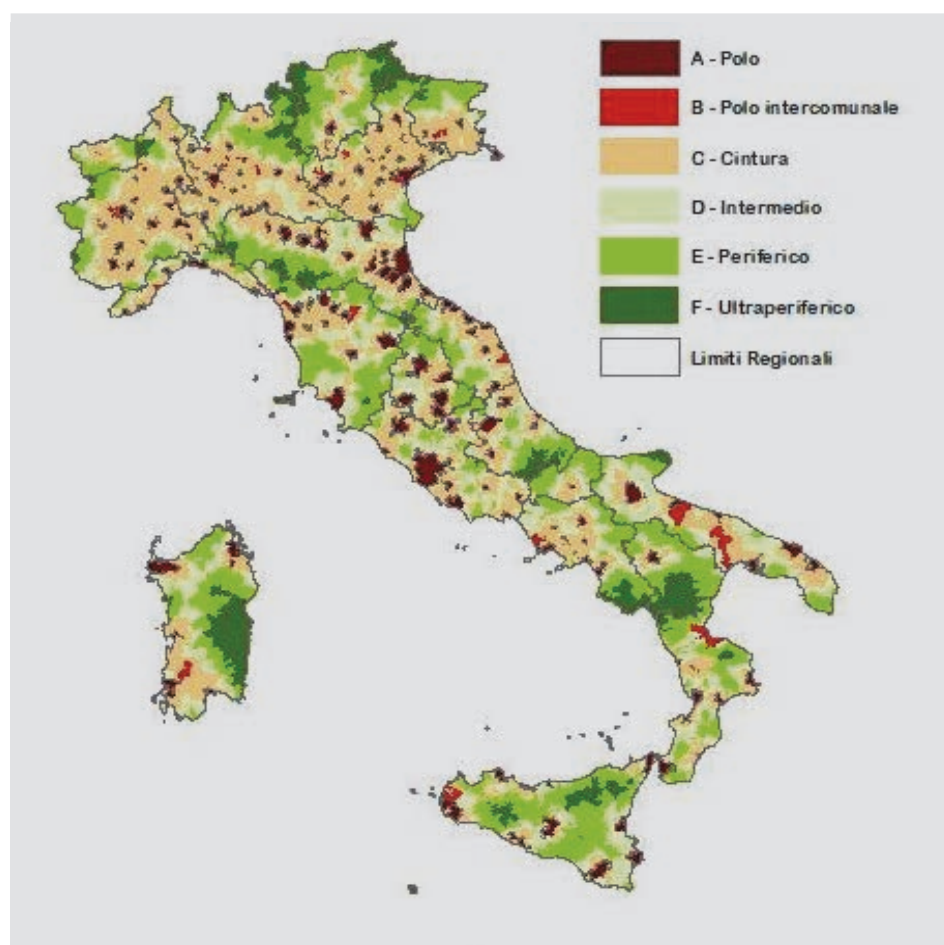 A - Polo
B - Polo intercomunale
C - Cintura
D - Intermedio
E - Periferico
F - Ultraperiferico
Limiti Regionali